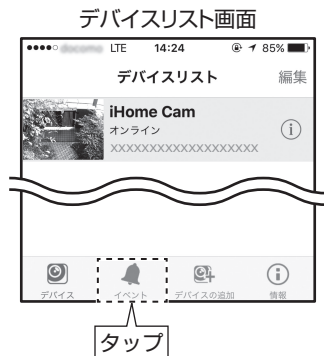 デバイスリスト画面
LTE 14:24 85%
デバイスリスト 編集
iHome Cam
オンライン
XXXXXXXXXXXXXXXXXXXX
デバイス イベント デバイスの追加 情報
タップ